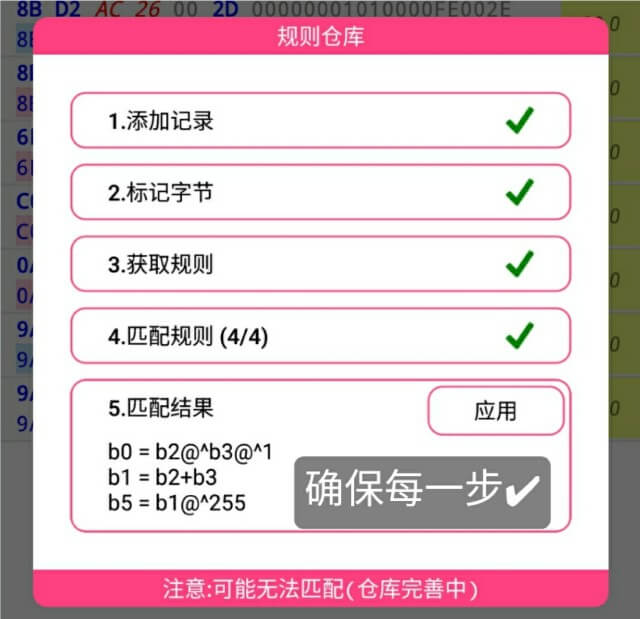 8B D2 AC 26 00 2D 00000001010000FE002E
规则仓库
1.添加记录
2.标记字节
3.获取规则
4.匹配规则 (4/4)
5.匹配结果
应用
b0 = b2@^b3@^1
b1 = b2+b3
b5 = b1@^255
确保每一步✔
注意:可能无法匹配(仓库完善中)